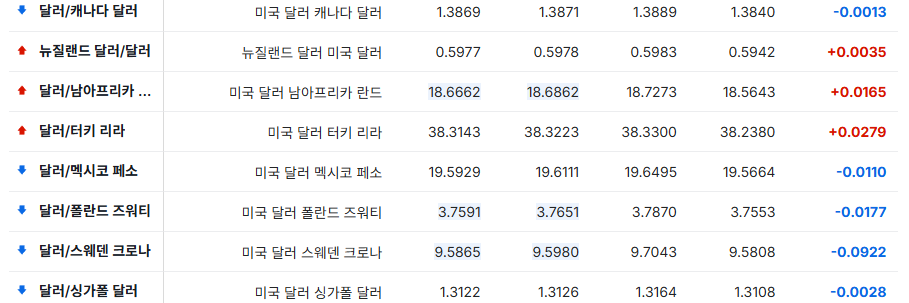 달러/캐나다 달러 미국 달러 캐나다 달러 1.3869 1.3871 1.3889 1.3840 -0.0013
뉴질랜드 달러/달러 뉴질랜드 달러 미국 달러 0.5977 0.5978 0.5983 0.5942 +0.0035
달러/남아프리카 ... 미국 달러 남아프리카 란드 18.6662 18.6862 18.7273 18.5643 +0.0165
달러/터키 리라 미국 달러 터키 리라 38.3143 38.3223 38.3300 38.2380 +0.0279
달러/멕시코 페소 미국 달러 멕시코 페소 19.5929 19.6111 19.6495 19.5664 -0.0110
달러/폴란드 즈워티 미국 달러 폴란드 즈워티 3.7591 3.7651 3.7870 3.7553 -0.0177
달러/스웨덴 크로나 미국 달러 스웨덴 크로나 9.5865 9.5980 9.7043 9.5808 -0.0922
달러/싱가폴 달러 미국 달러 싱가폴 달러 1.3122 1.3126 1.3164 1.3108 -0.0028